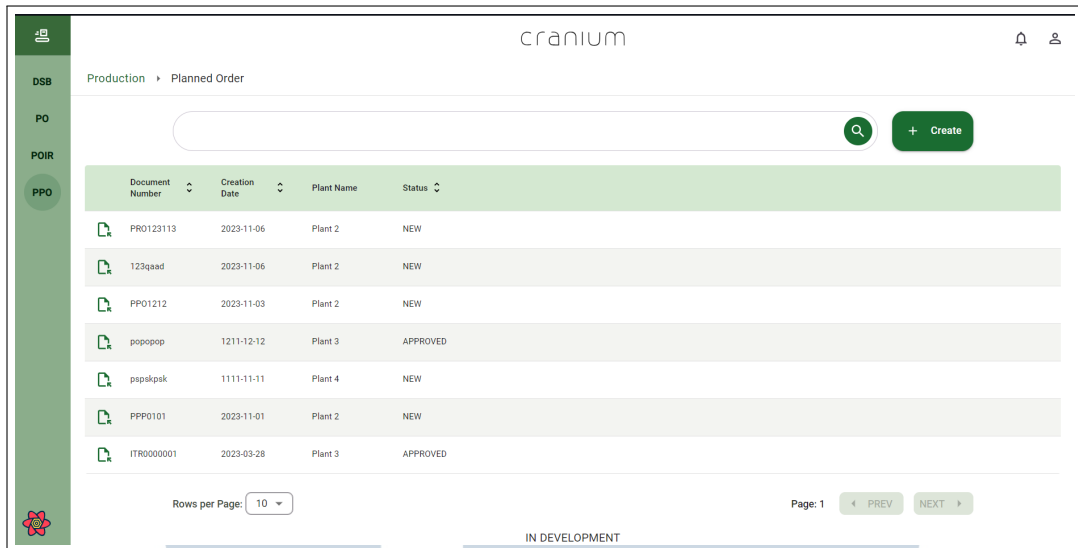 cranium
DSB
PO
POIR
PPO
Production Planned Order
+ Create
Document Number Creation Date Plant Name Status
PRO123113 2023-11-06 Plant 2 NEW
123qaad 2023-11-06 Plant 2 NEW
PPO1212 2023-11-03 Plant 2 NEW
popopop 1211-12-12 Plant 3 APPROVED
pspskpsk 1111-11-11 Plant 4 NEW
PPP0101 2023-11-01 Plant 2 NEW
ITR0000001 2023-03-28 Plant 3 APPROVED
Rows per Page: 10 Page: 1 PREV NEXT
IN DEVELOPMENT